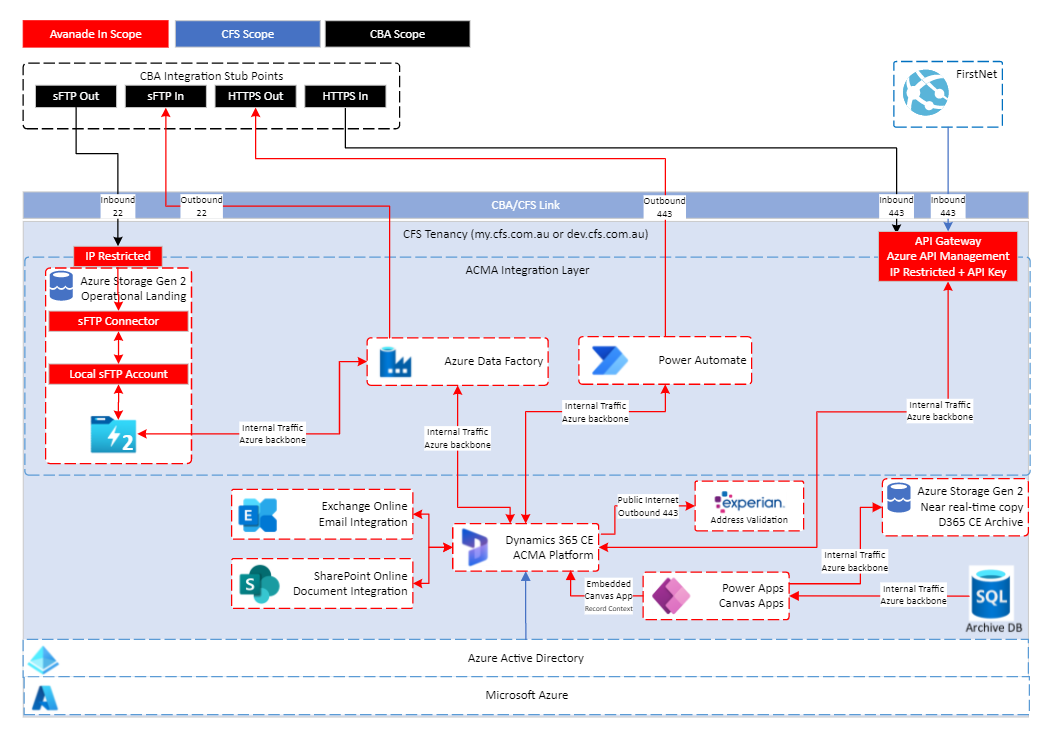 Avanade In Scope
CFS Scope
CBA Scope
CBA Integration Stub Points
sFTP Out
sFTP In
HTTPS Out
HTTPS In
FirstNet
Inbound
22
Outbound
22
CBA/CFS Link
Outbound
443
Inbound
443
Inbound
443
CFS Tenancy (my.cfs.com.au or dev.cfs.com.au)
IP Restricted
API Gateway
Azure API Management
IP Restricted + API Key
ACMA Integration Layer
Azure Storage Gen 2
Operational Landing
sFTP Connector
Local sFTP Account
2
Azure Data Factory
Power Automate
Internal Traffic
Azure backbone
Internal Traffic
Azure backbone
Internal Traffic
Azure backbone
Internal Traffic
Azure backbone
E
Exchange Online
Email Integration
S
SharePoint Online
Document Integration
Dynamics 365 CE
ACMA Platform
Public Internet
Outbound 443
experian.
Address Validation
Azure Storage Gen 2
Near real-time copy
D365 CE Archive
Internal Traffic
Azure backbone
Embedded
Canvas App
Record Context
Power Apps
Canvas Apps
Internal Traffic
Azure backbone
SQL
Archive DB
Azure Active Directory
Microsoft Azure